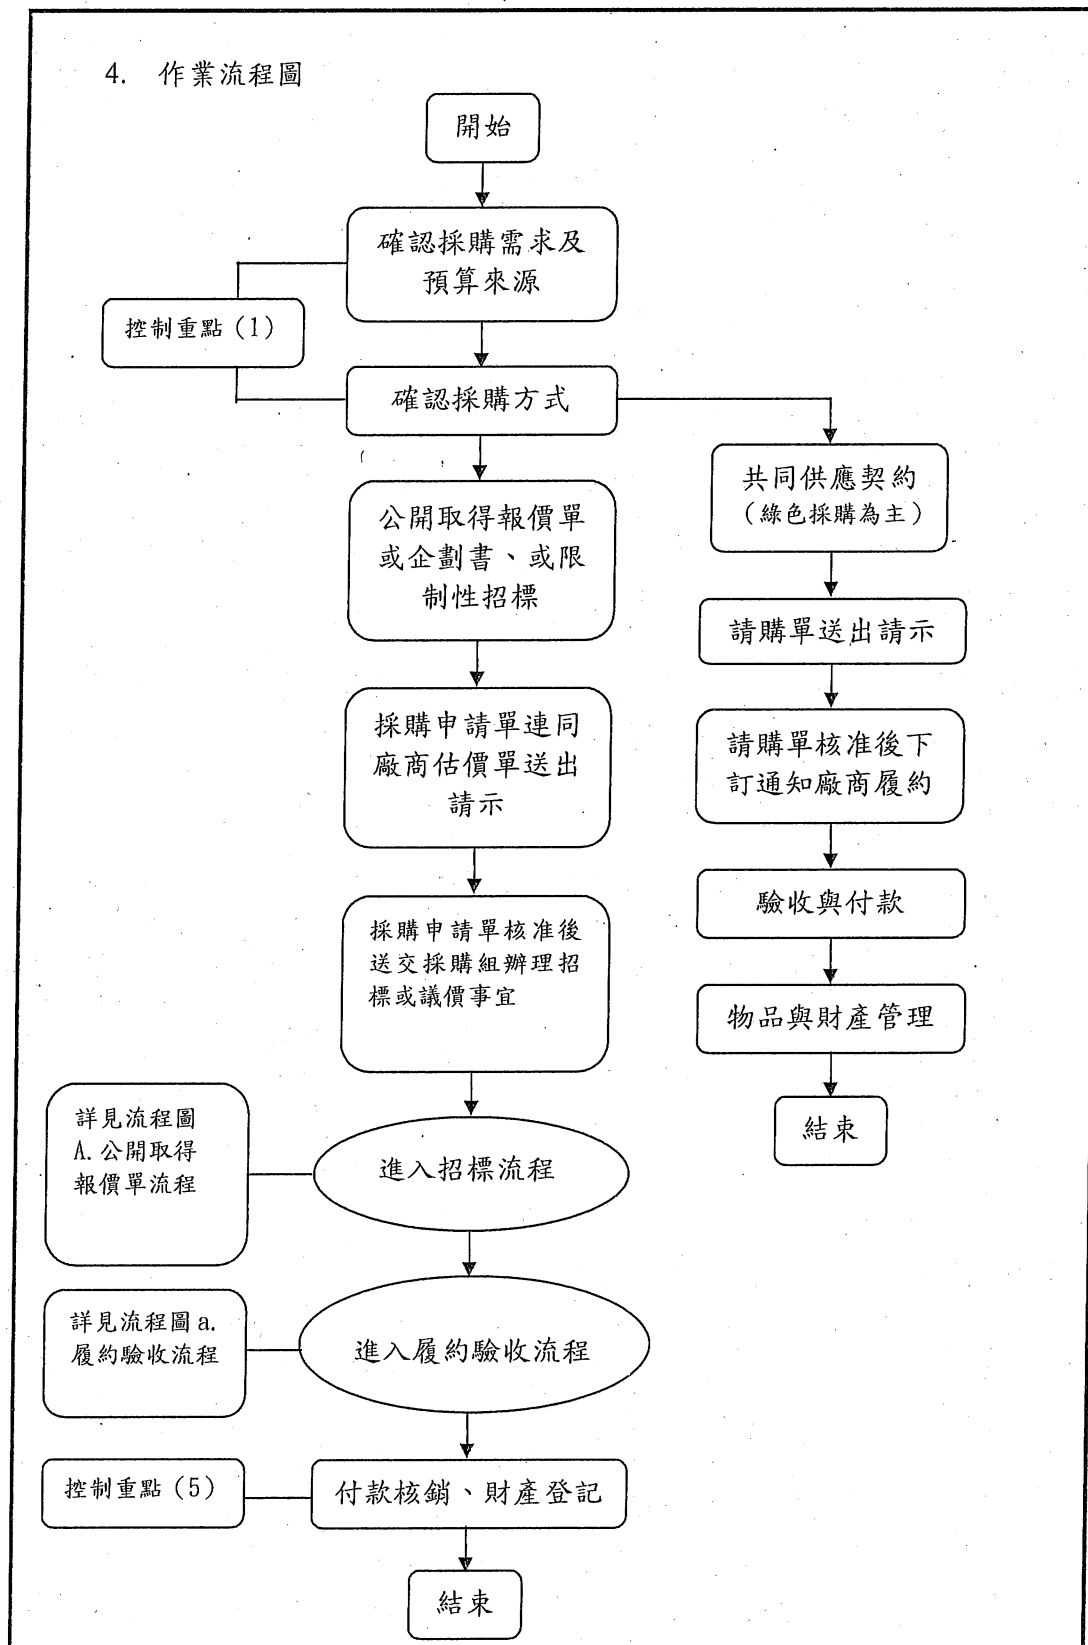 4. 作業流程圖
開始
確認採購需求及
預算來源
控制重點(1)
確認採購方式
公開取得報價單
或企劃書、或限
制性招標
採購申請單連同
廠商估價單送出
請示
採購申請單核准後
送交採購組辦理招
標或議價事宜
詳見流程圖
A.公開取得
報價單流程
進入招標流程
詳見流程圖a.
履約驗收流程
進入履約驗收流程
控制重點(5)
付款核銷、財產登記
結束
共同供應契約
(綠色採購為主)
請購單送出請示
請購單核准後下
訂通知廠商履約
驗收與付款
物品與財產管理
結束